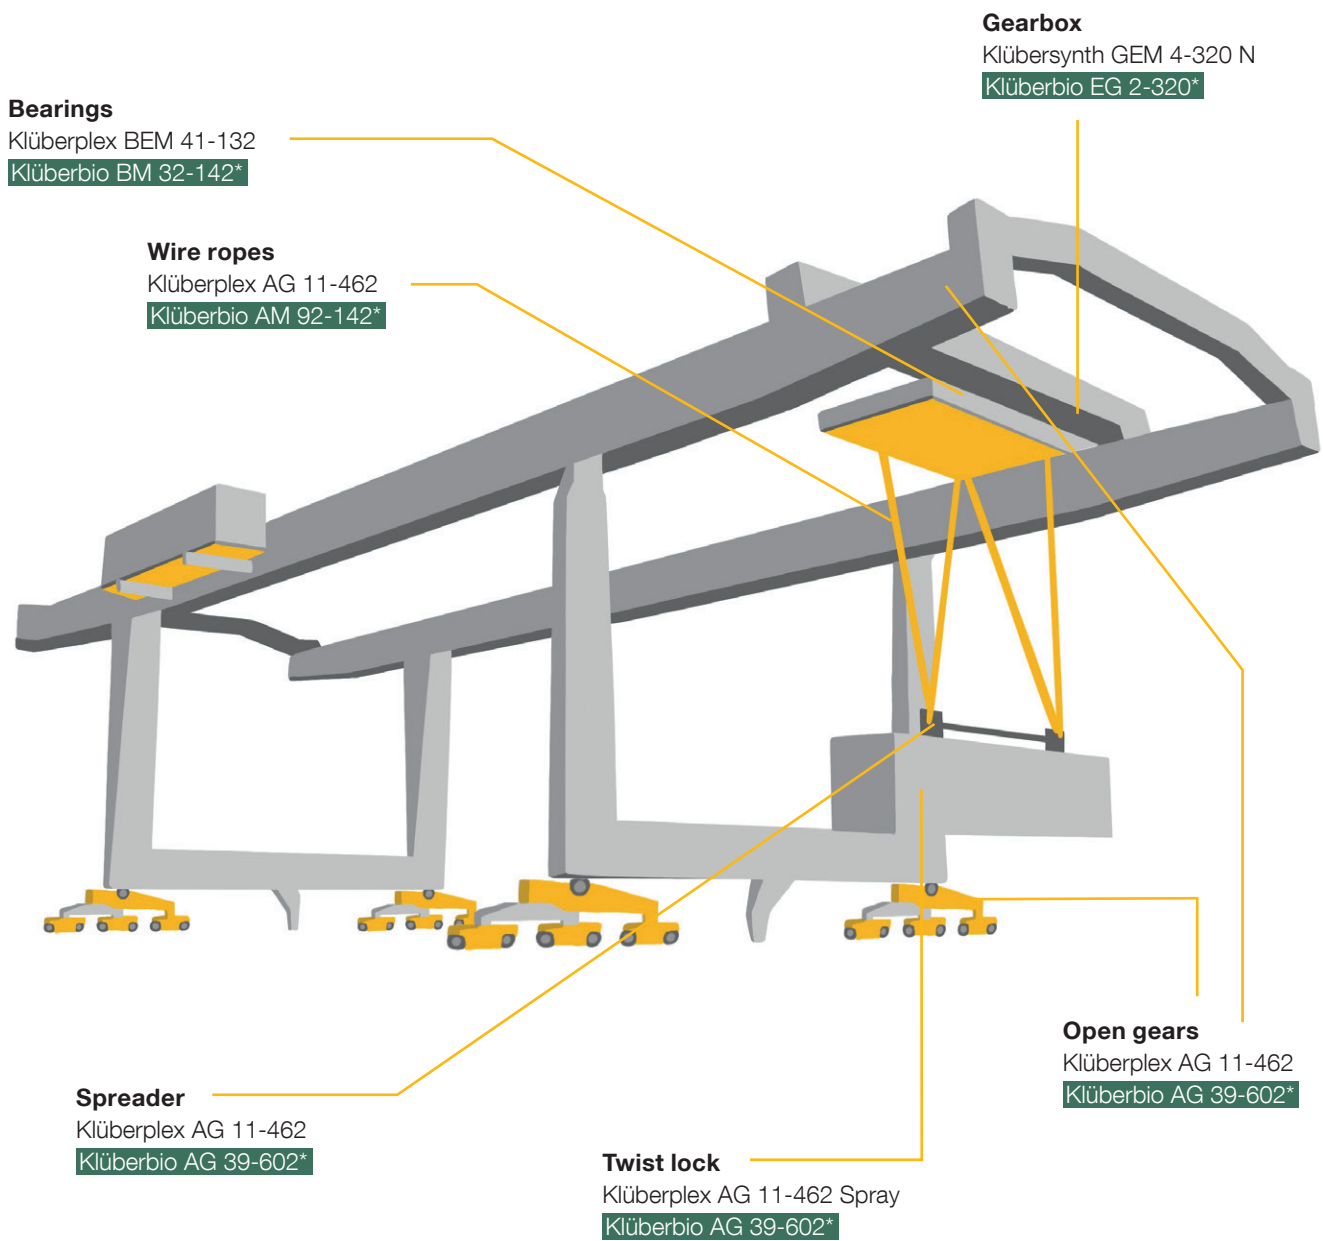 Gearbox
Klübersynth GEM 4-320 N
Klüberbio EG 2-320*
Bearings
Klüberplex BEM 41-132
Klüberbio BM 32-142*
Wire ropes
Klüberplex AG 11-462
Klüberbio AM 92-142*
Open gears
Klüberplex AG 11-462
Klüberbio AG 39-602*
Spreader
Klüberplex AG 11-462
Klüberbio AG 39-602*
Twist lock
Klüberplex AG 11-462 Spray
Klüberbio AG 39-602*